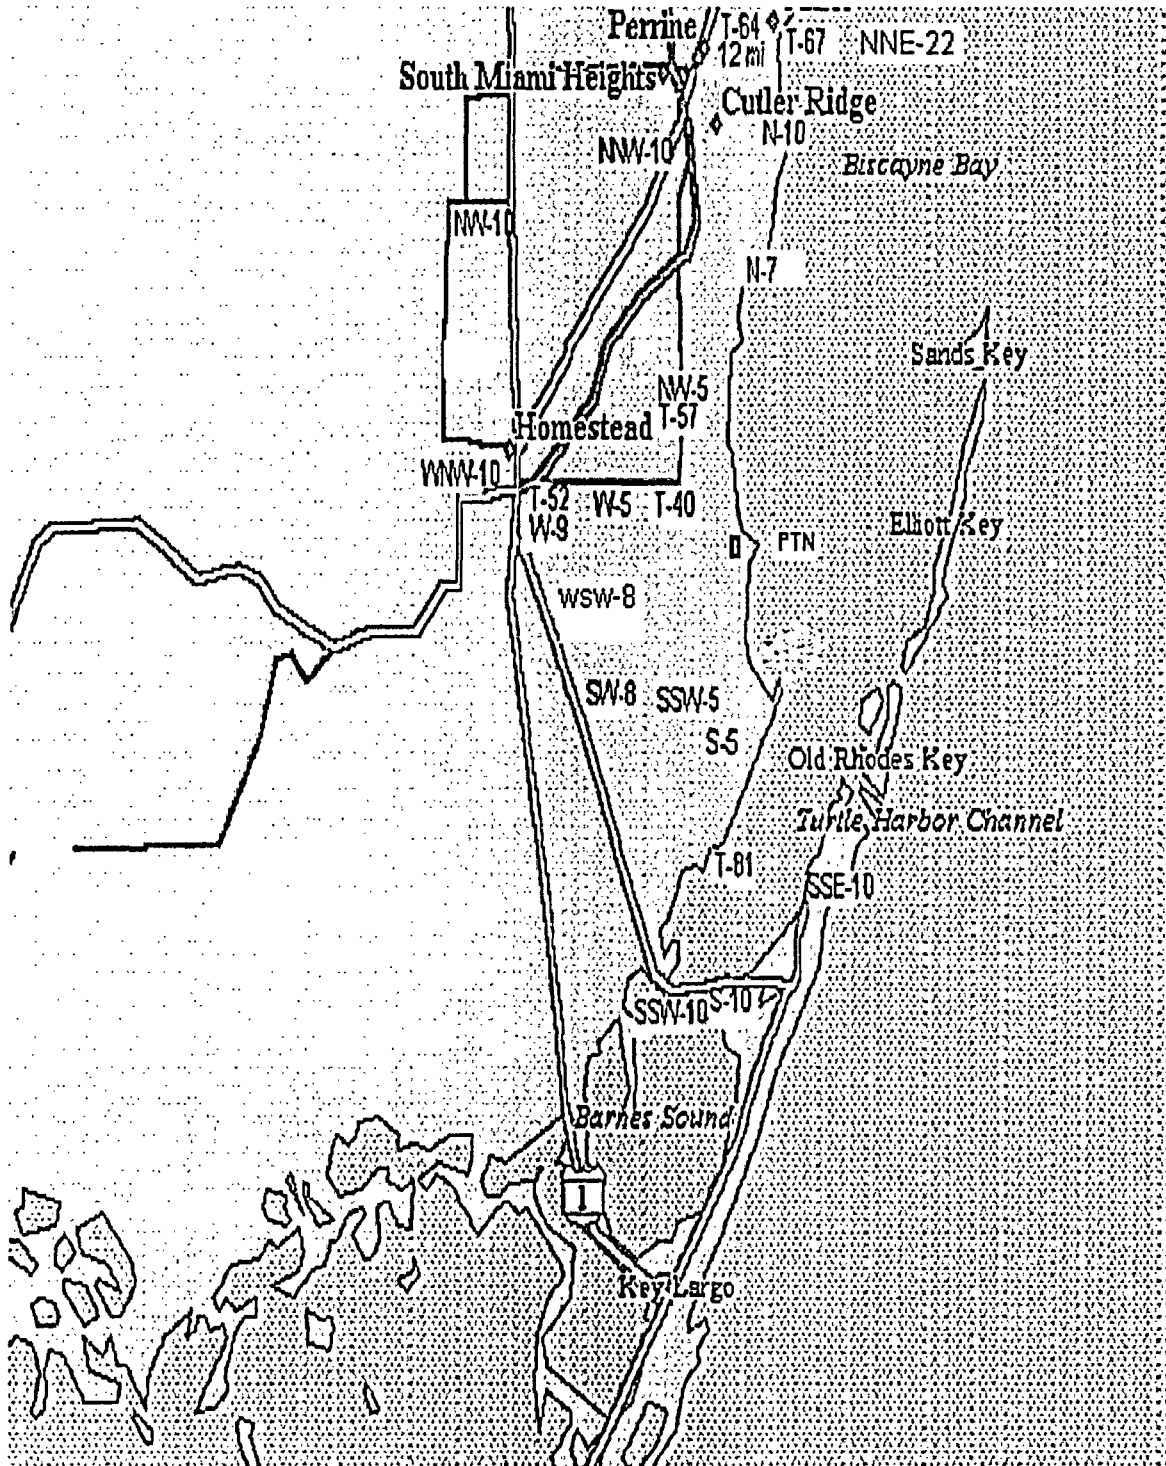 Perrine T-64 T-67 NNE-22
12 mi
South Miami Heights
Cutler Ridge
N-10
NNW-10
Biscayne Bay
NW-10
N-7
Sands Key
NW-5
T-57
Homestead
WNW-10
T-52 W-5 T-40
W-9
Elliott Key
PTN
WSW-8
SW-8 SSW-5
S-5
Old Rhodes Key
Turtle Harbor Channel
T-81
SSE-10
SSW-10 S-10
Barnes Sound
1
Key Largo